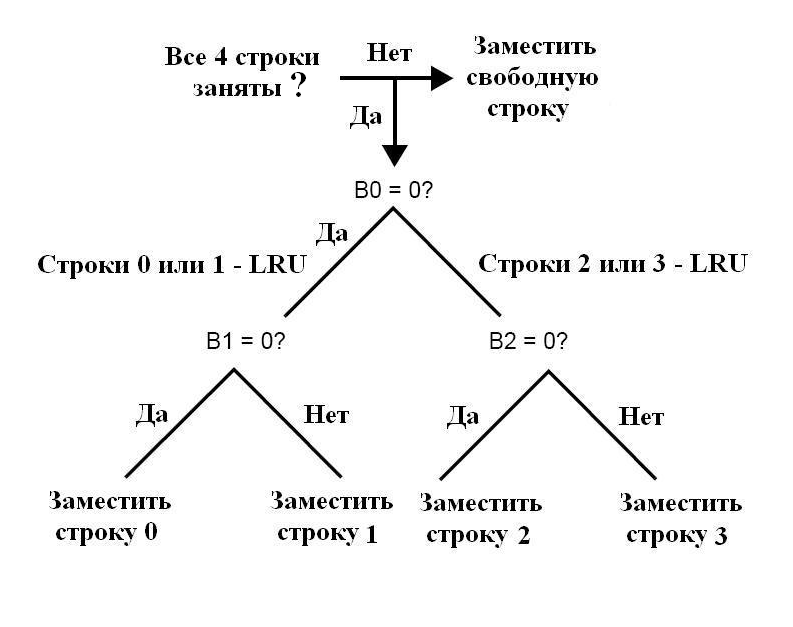 Все 4 строки
заняты ?
Нет
Заместить
свободную
строку
Да
B0 = 0?
Да
Строки 0 или 1 - LRU
Строки 2 или 3 - LRU
B1 = 0?
B2 = 0?
Да
Нет
Да
Нет
Заместить
строку 0
Заместить
строку 1
Заместить
строку 2
Заместить
строку 3